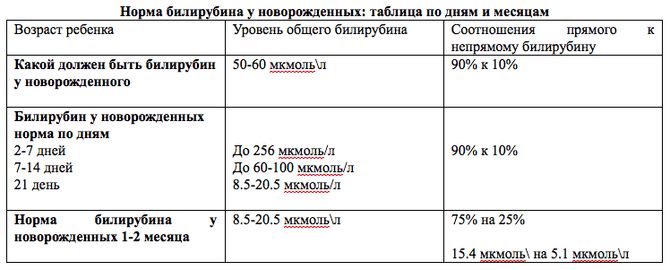 Норма билирубина у новорожденных: таблица по дням и месяцам
Возраст ребенка
Уровень общего билирубина
Соотношения прямого к
непрямому билирубину
Какой должен быть билирубин
у новорожденного
50-60 мкмоль\л
90% к 10%
Билирубин у новорожденных
норма по дням
2-7 дней
До 256 мкмоль/л
90% к 10%
7-14 дней
До 60-100 мкмоль/л
21 день
8.5-20.5 мкмоль/л
Норма билирубина у
новорожденных 1-2 месяца
8.5-20.5 мкмоль\л
75% на 25%
15.4 мкмоль\ на 5.1 мкмоль\л